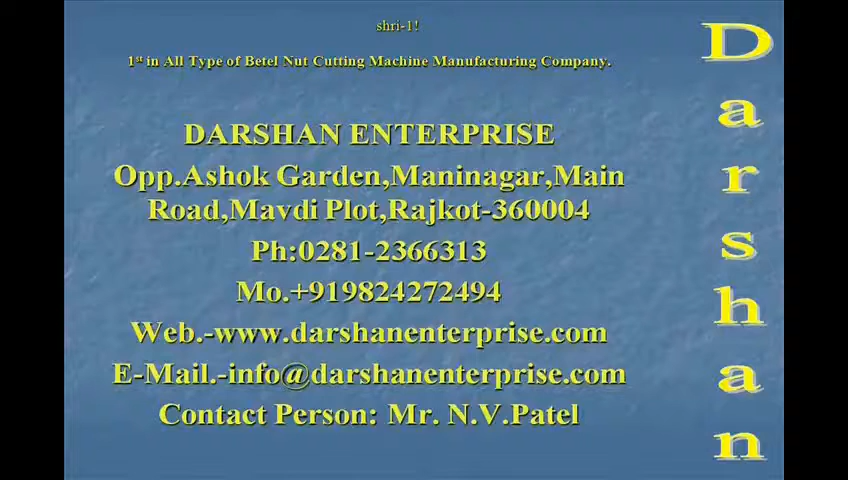 shri-1!
1st in All Type of Betel Nut Cutting Machine Manufacturing Company.
DARSHAN ENTERPRISE
Opp.Ashok Garden,Maninagar,Main
Road,Mavdi Plot,Rajkot-360004
Ph:0281-2366313
Mo.+919824272494
Web.-www.darshanenterprise.com
E-Mail.-info@darshanenterprise.com
Contact Person: Mr. N.V.Patel
Darshan